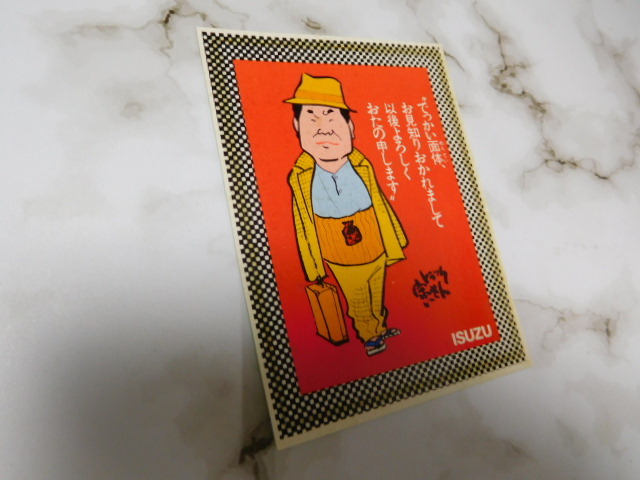 “でっかい面体、
お見知りおかれまして
以後よろしく
おたの申します”
ISUZU